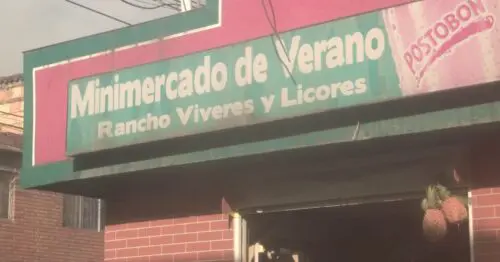 Minimercado de Verano
Rancho Viveres y Licores
POSTOBON